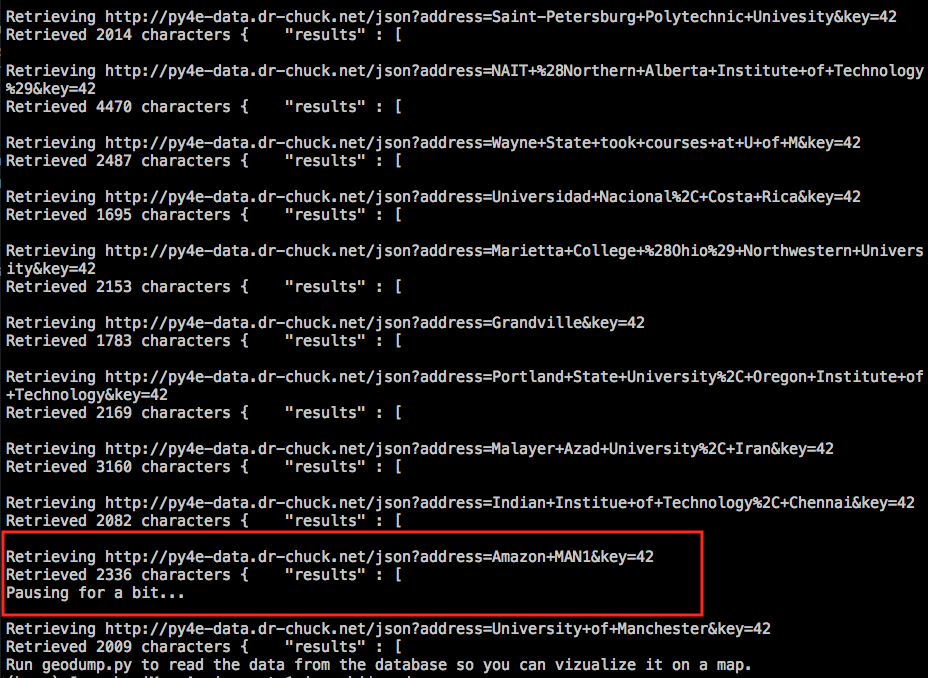 Retrieving http://py4e-data.dr-chuck.net/json?address=Saint-Petersburg+Polytechnic+Univesity&key=42
Retrieved 2014 characters {    "results" : [
Retrieving http://py4e-data.dr-chuck.net/json?address=NAIT+%28Northern+Alberta+Institute+of+Technology
%29&key=42
Retrieved 4470 characters {    "results" : [
Retrieving http://py4e-data.dr-chuck.net/json?address=Wayne+State+took+courses+at+U+of+M&key=42
Retrieved 2487 characters {    "results" : [
Retrieving http://py4e-data.dr-chuck.net/json?address=Universidad+Nacional%2C+Costa+Rica&key=42
Retrieved 1695 characters {    "results" : [
Retrieving http://py4e-data.dr-chuck.net/json?address=Marietta+College+%28Ohio%29+Northwestern+Univers
ity&key=42
Retrieved 2153 characters {    "results" : [
Retrieving http://py4e-data.dr-chuck.net/json?address=Grandville&key=42
Retrieved 1783 characters {    "results" : [
Retrieving http://py4e-data.dr-chuck.net/json?address=Portland+State+University%2C+Oregon+Institute+of
+Technology&key=42
Retrieved 2169 characters {    "results" : [
Retrieving http://py4e-data.dr-chuck.net/json?address=Malayer+Azad+University%2C+Iran&key=42
Retrieved 3160 characters {    "results" : [
Retrieving http://py4e-data.dr-chuck.net/json?address=Indian+Institue+of+Technology%2C+Chennai&key=42
Retrieved 2082 characters {    "results" : [
Retrieving http://py4e-data.dr-chuck.net/json?address=Amazon+MAN1&key=42
Retrieved 2336 characters {    "results" : [
Pausing for a bit...
Retrieving http://py4e-data.dr-chuck.net/json?address=University+of+Manchester&key=42
Retrieved 2009 characters {    "results" : [
Run geodump.py to read the data from the database so you can vizualize it on a map.